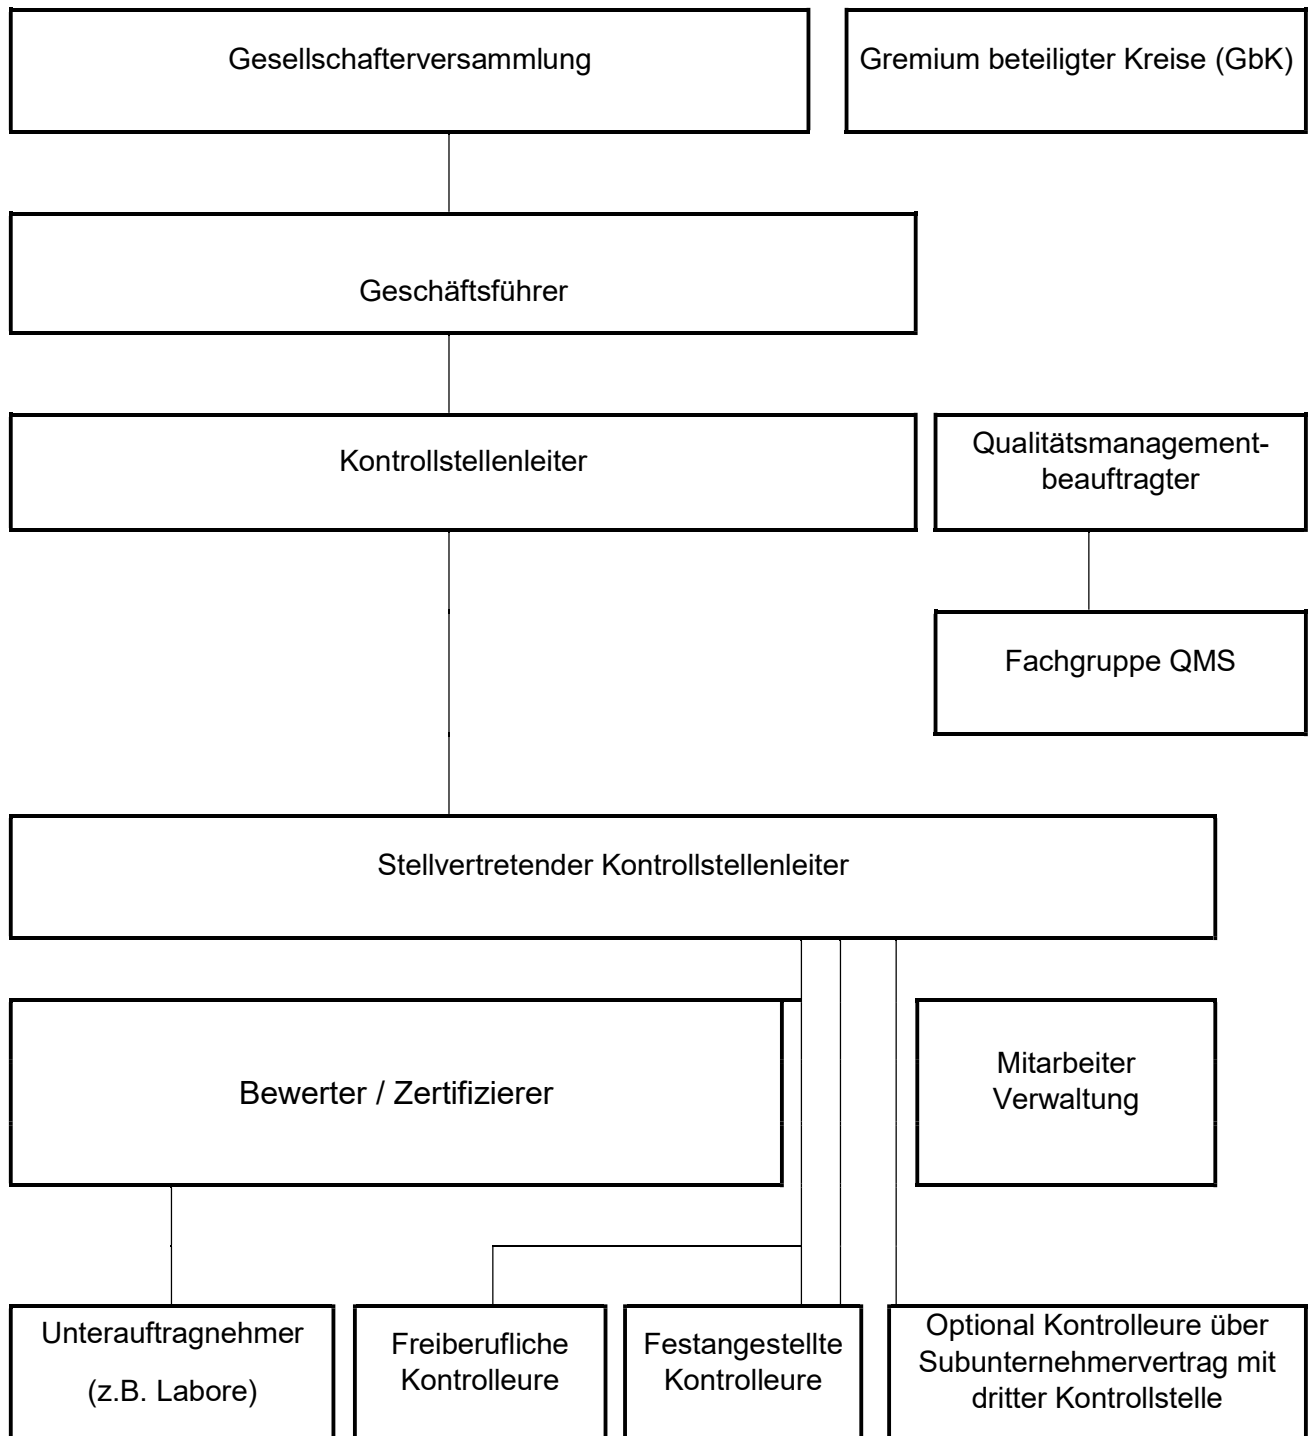 Gesellschafterversammlung
Gremium beteiligter Kreise (GbK)
Geschäftsführer
Kontrollstellenleiter
Qualitätsmanagement-
beauftragter
Fachgruppe QMS
Stellvertretender Kontrollstellenleiter
Bewerter / Zertifizierer
Mitarbeiter
Verwaltung
Unterauftragnehmer
(z.B. Labore)
Freiberufliche
Kontrolleure
Festangestellte
Kontrolleure
Optional Kontrolleure über
Subunternehmervertrag mit
dritter Kontrollstelle